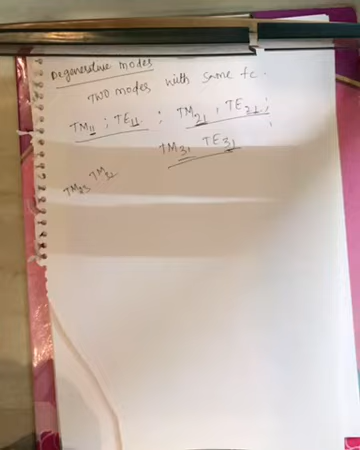 Degenerative modes
Two modes with same fc.
TM11 ; TE11 ; TM21 , TE21 ;
TM31 TE31
TM23 TM32